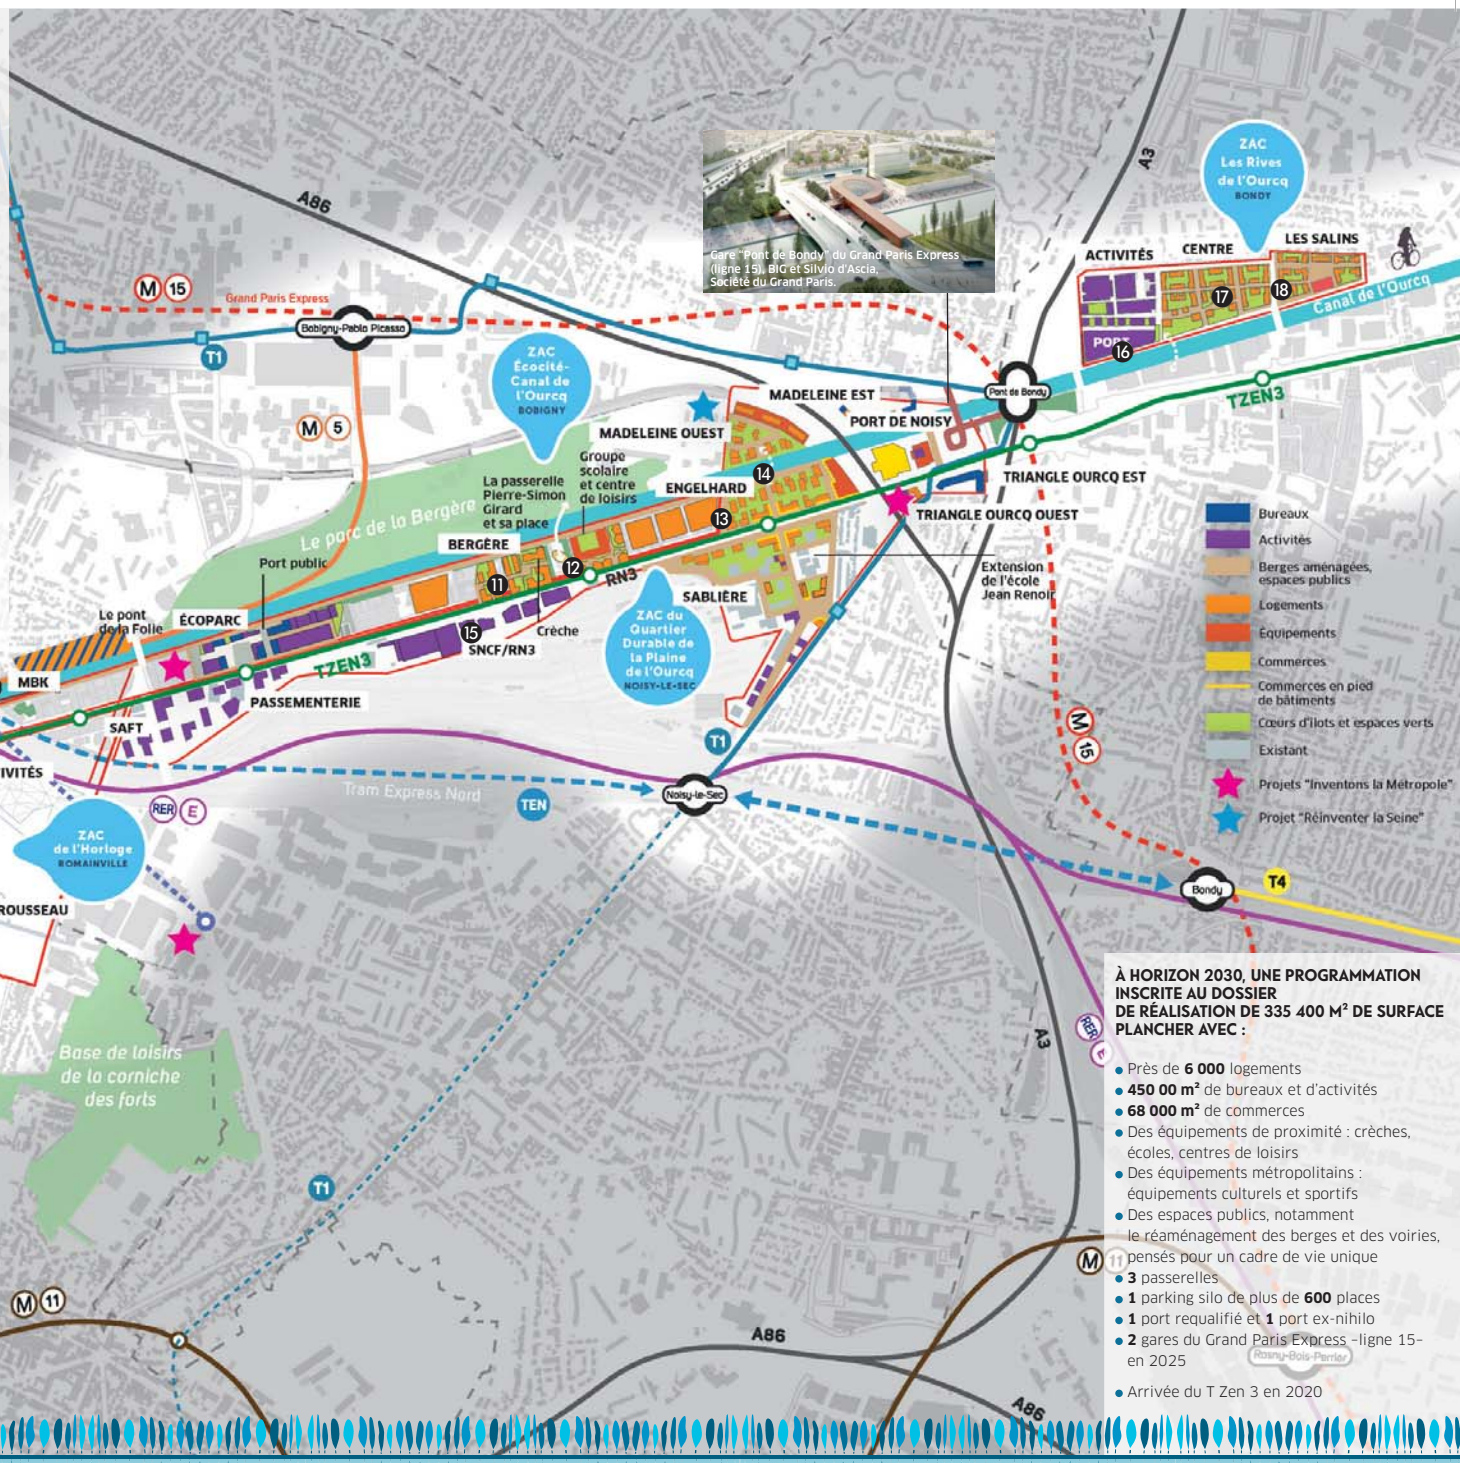 A86
A3
ZAC
Les Rives
de l'Ourcq
BONDY
Gare "Pont de Bondy" du Grand Paris Express
(ligne 15), BIG et Silvio d'Ascia,
Société du Grand Paris.
ACTIVITÉS
CENTRE
LES SALINS
17
18
PORT
16
Canal de l'Ourcq
TZEN3
M 15
Grand Paris Express
Bobigny-Pablo Picasso
T1
M 5
ZAC
Écocité-
Canal de
l'Ourcq
BOBIGNY
Pont de Bondy
MADELEINE EST
PORT DE NOISY
MADELEINE OUEST
Groupe
scolaire
et centre
de loisirs
La passerelle
Pierre-Simon
Girard
et sa place
ENGELHARD
14
13
TRIANGLE OURCQ EST
TRIANGLE OURCQ OUEST
Le parc de la Bergère
BERGÈRE
12
11
RN3
Port public
Le pont
de la Folie
ÉCOPARC
Extension
de l'école
Jean Renoir
SABLIÈRE
Crèche
15
SNCF/RN3
ZAC du
Quartier
Durable de
la Plaine
de l'Ourcq
NOISY-LE-SEC
MBK
TZEN3
PASSEMENTERIE
SAFT
IVITÉS
T1
Bureaux
Activités
Berges aménagées,
espaces publics
Logements
Équipements
Commerces
Commerces en pied
de bâtiments
Cœurs d'îlots et espaces verts
Existant
Projets "Inventons la Métropole"
Projet "Réinventer la Seine"
M 15
Tram Express Nord
TEN
Noisy-le-Sec
RER E
ZAC
de l'Horloge
ROMAINVILLE
ROUSSEAU
Bondy
T4
Base de loisirs
de la corniche
des forts
A3
RER E
T1
M 11
M 11
A86
A86
Rosny-Bois-Perrier
À HORIZON 2030, UNE PROGRAMMATION
INSCRITE AU DOSSIER
DE RÉALISATION DE 335 400 M² DE SURFACE
PLANCHER AVEC :
• Près de 6 000 logements
• 450 00 m² de bureaux et d'activités
• 68 000 m² de commerces
• Des équipements de proximité : crèches,
écoles, centres de loisirs
• Des équipements métropolitains :
équipements culturels et sportifs
• Des espaces publics, notamment
le réaménagement des berges et des voiries,
pensés pour un cadre de vie unique
• 3 passerelles
• 1 parking silo de plus de 600 places
• 1 port requalifié et 1 port ex-nihilo
• 2 gares du Grand Paris Express -ligne 15-
en 2025
• Arrivée du T Zen 3 en 2020